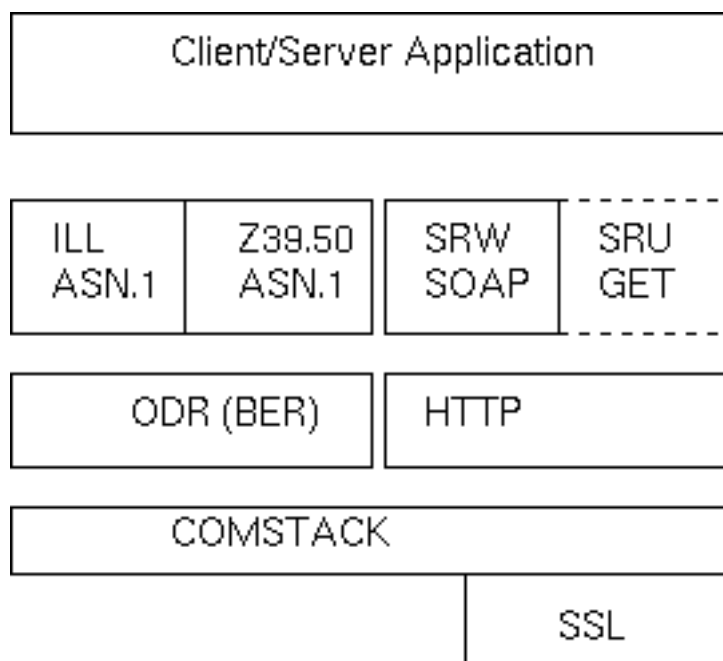 Client/Server Application
ILL
ASN.1
Z39.50
ASN.1
SRW
SOAP
SRU
GET
ODR (BER)
HTTP
COMSTACK
SSL